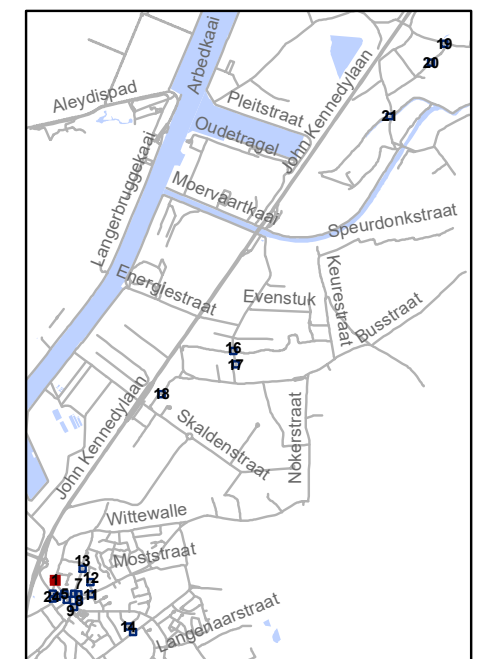 19
20
21
Arbedkaai
Aleydispad
Pleitstraat
John Kennedylaan
Oudetragel
Langerbruggekaai
Moervaartkaai
Speurdonkstraat
Energiestraat
Evenstuk
Keurestraat
Busstraat
16
17
18
John Kennedylaan
Skaldenstraat
Nokerstraat
Wittewalle
Moststraat
13
1
7
12
11
9
Langenaarstraat